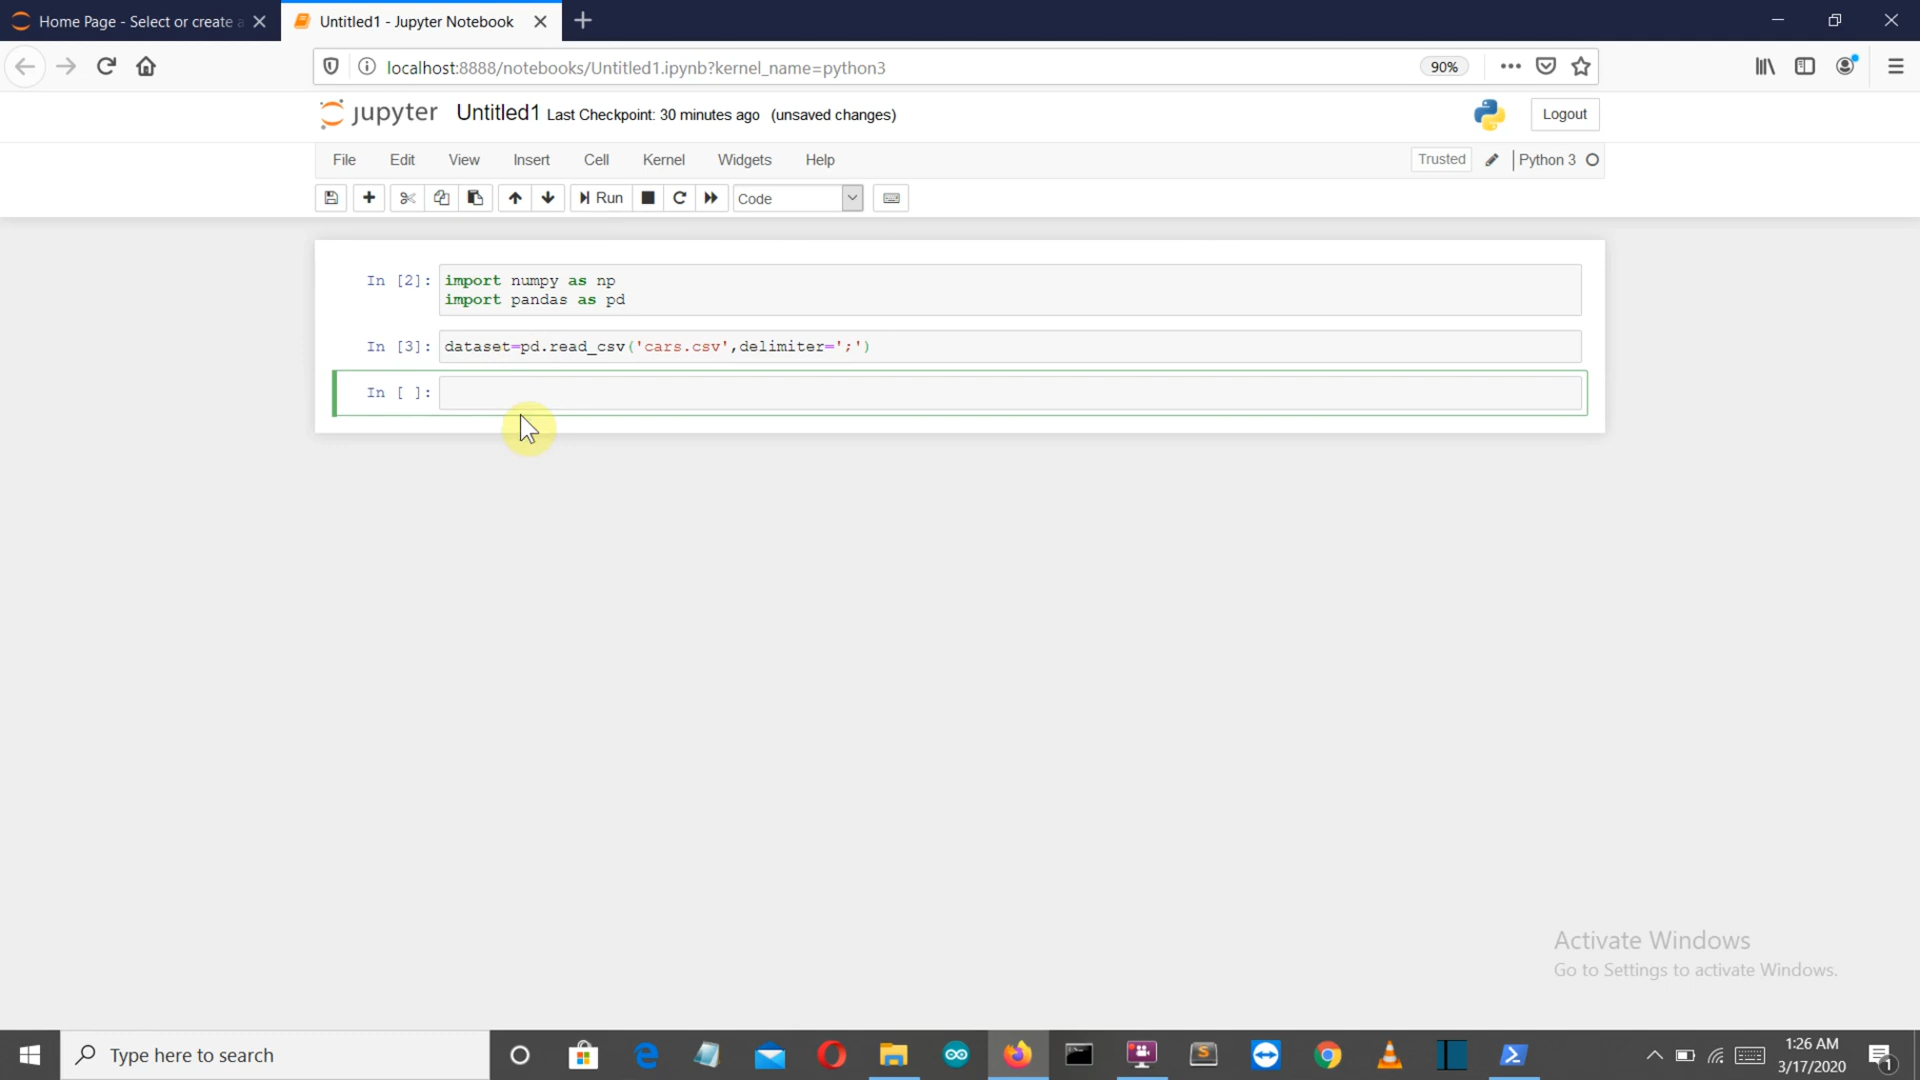 Home Page - Select or create a
Untitled1 - Jupyter Notebook
localhost:8888/notebooks/Untitled1.ipynb?kernel_name=python3
90%
jupyter Untitled1 Last Checkpoint: 30 minutes ago (unsaved changes)
Logout
File Edit View Insert Cell Kernel Widgets Help
Trusted Python 3
Run Code
In [2]: import numpy as np
import pandas as pd
In [3]: dataset=pd.read_csv('cars.csv',delimiter=';')
In [ ]:
Activate Windows
Go to Settings to activate Windows.
Type here to search
1:26 AM
3/17/2020
1